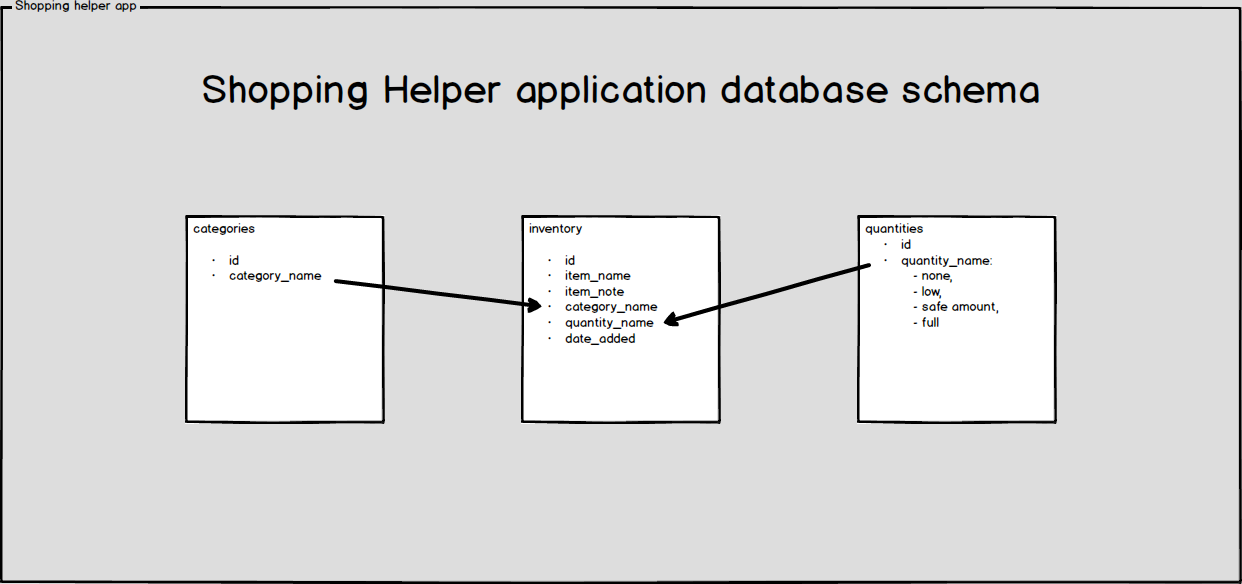 Shopping helper app
Shopping Helper application database schema
categories
· id
· category_name
inventory
· id
· item_name
· item_note
· category_name
· quantity_name
· date_added
quantities
· id
· quantity_name:
- none,
- low,
- safe amount,
- full